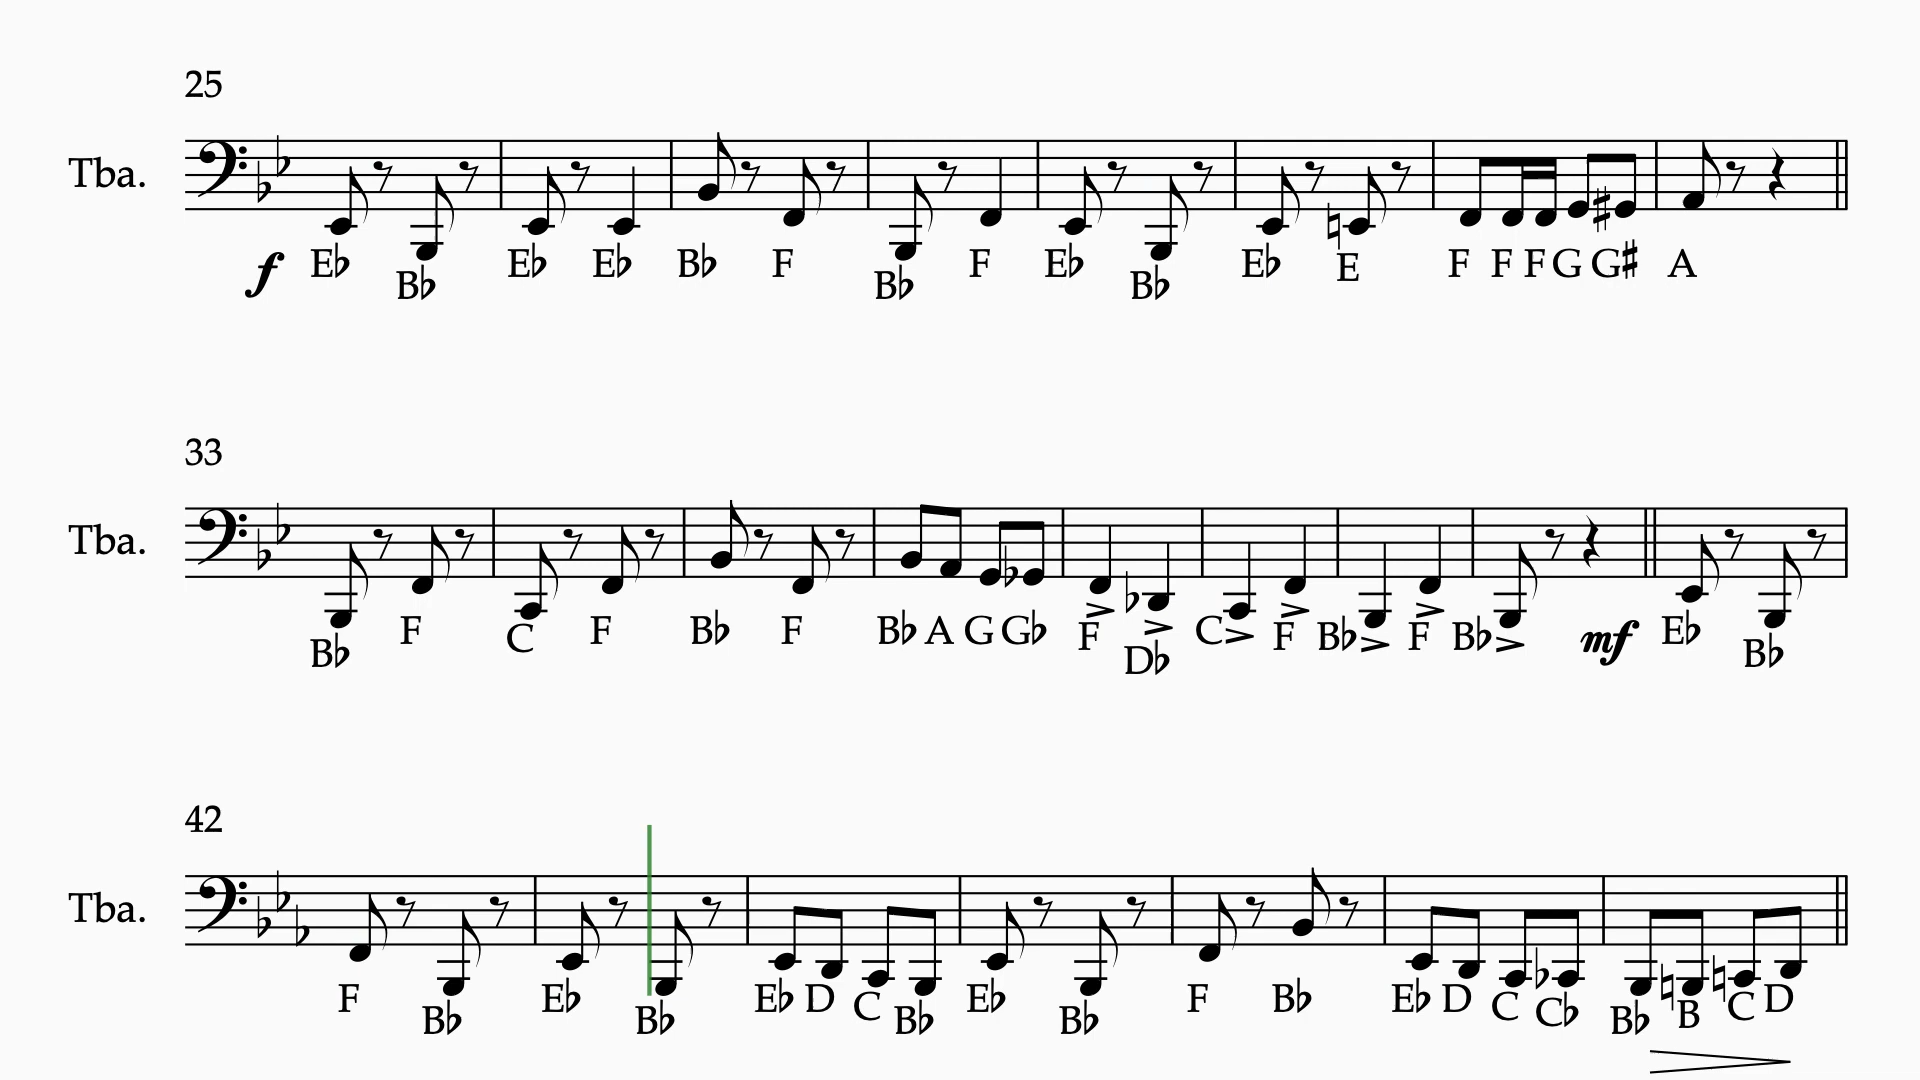 25
Tba.
f E♭ B♭ E♭ E♭ B♭ F B♭ F E♭ B♭ E♭ E F F F G G♯ A
33
Tba.
B♭ F C F B♭ F B♭ A G G♭ F D♭ C F B♭ F B♭ mf E♭ B♭
42
Tba.
F B♭ E♭ B♭ E♭ D C B♭ E♭ B♭ F B♭ E♭ D C C♭ B♭ B C D